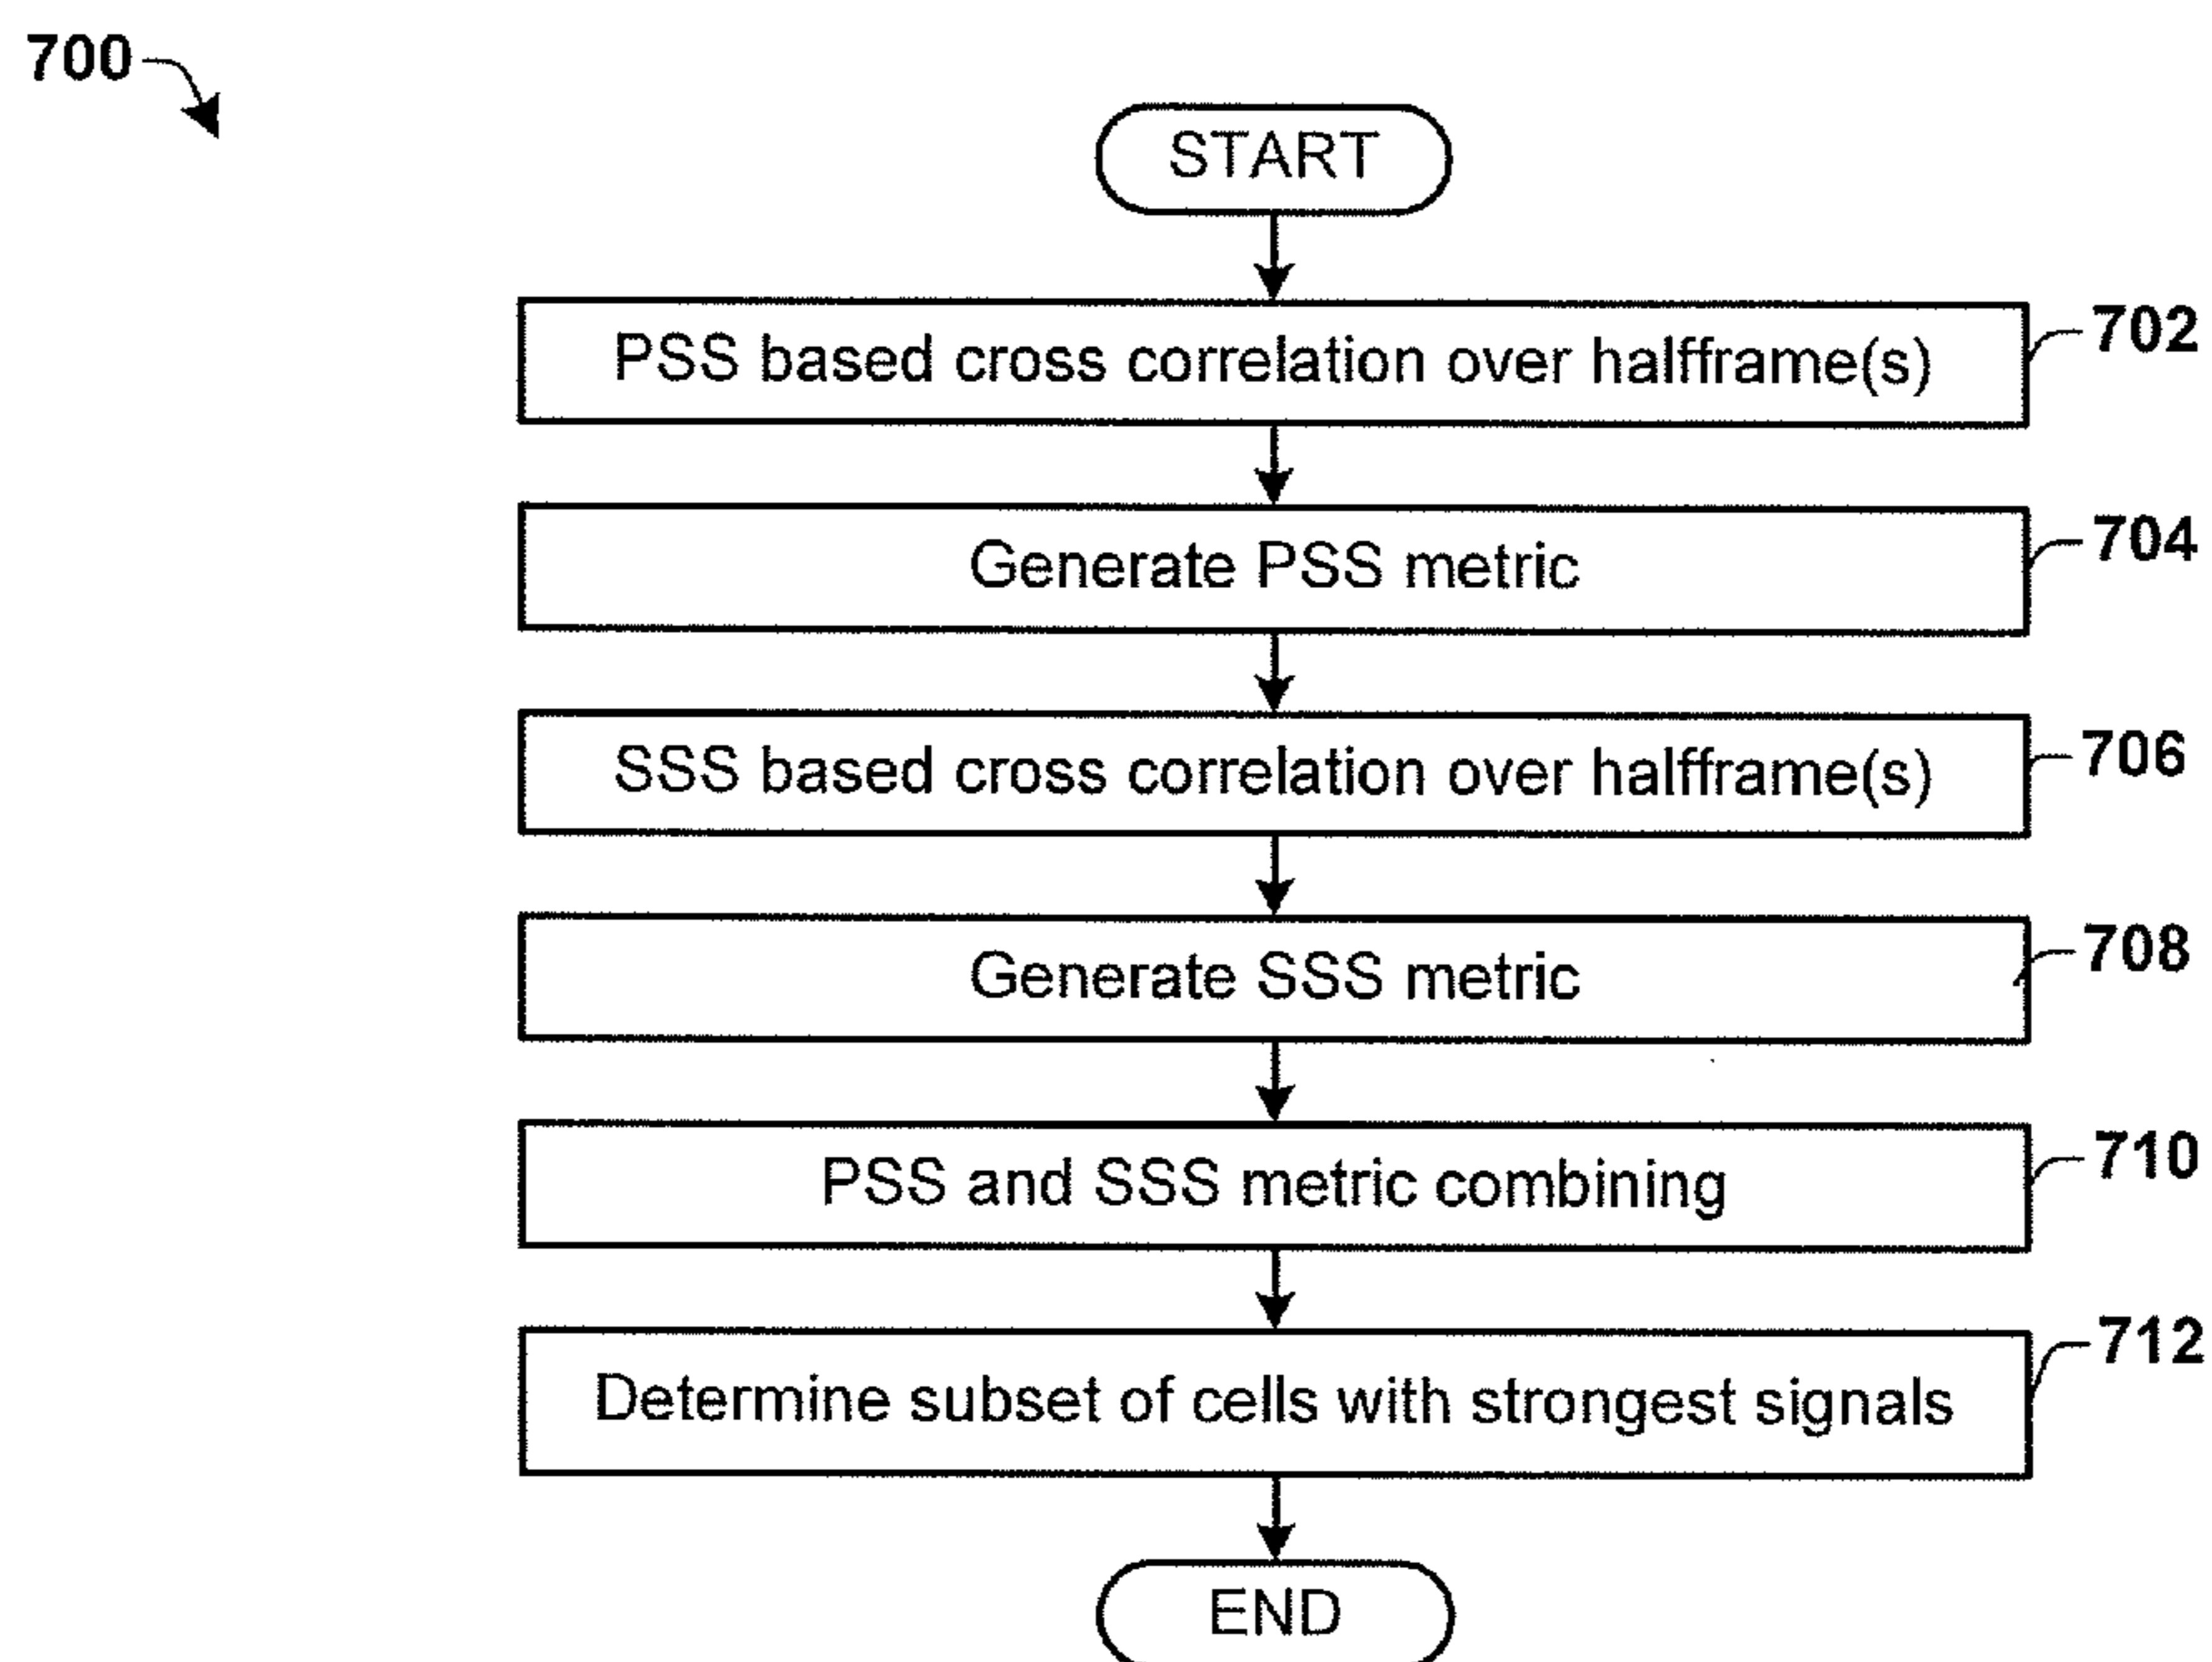 700
START
PSS based cross correlation over halfframe(s)
702
Generate PSS metric
704
SSS based cross correlation over halfframe(s)
706
Generate SSS metric
708
PSS and SSS metric combining
710
Determine subset of cells with strongest signals
712
END